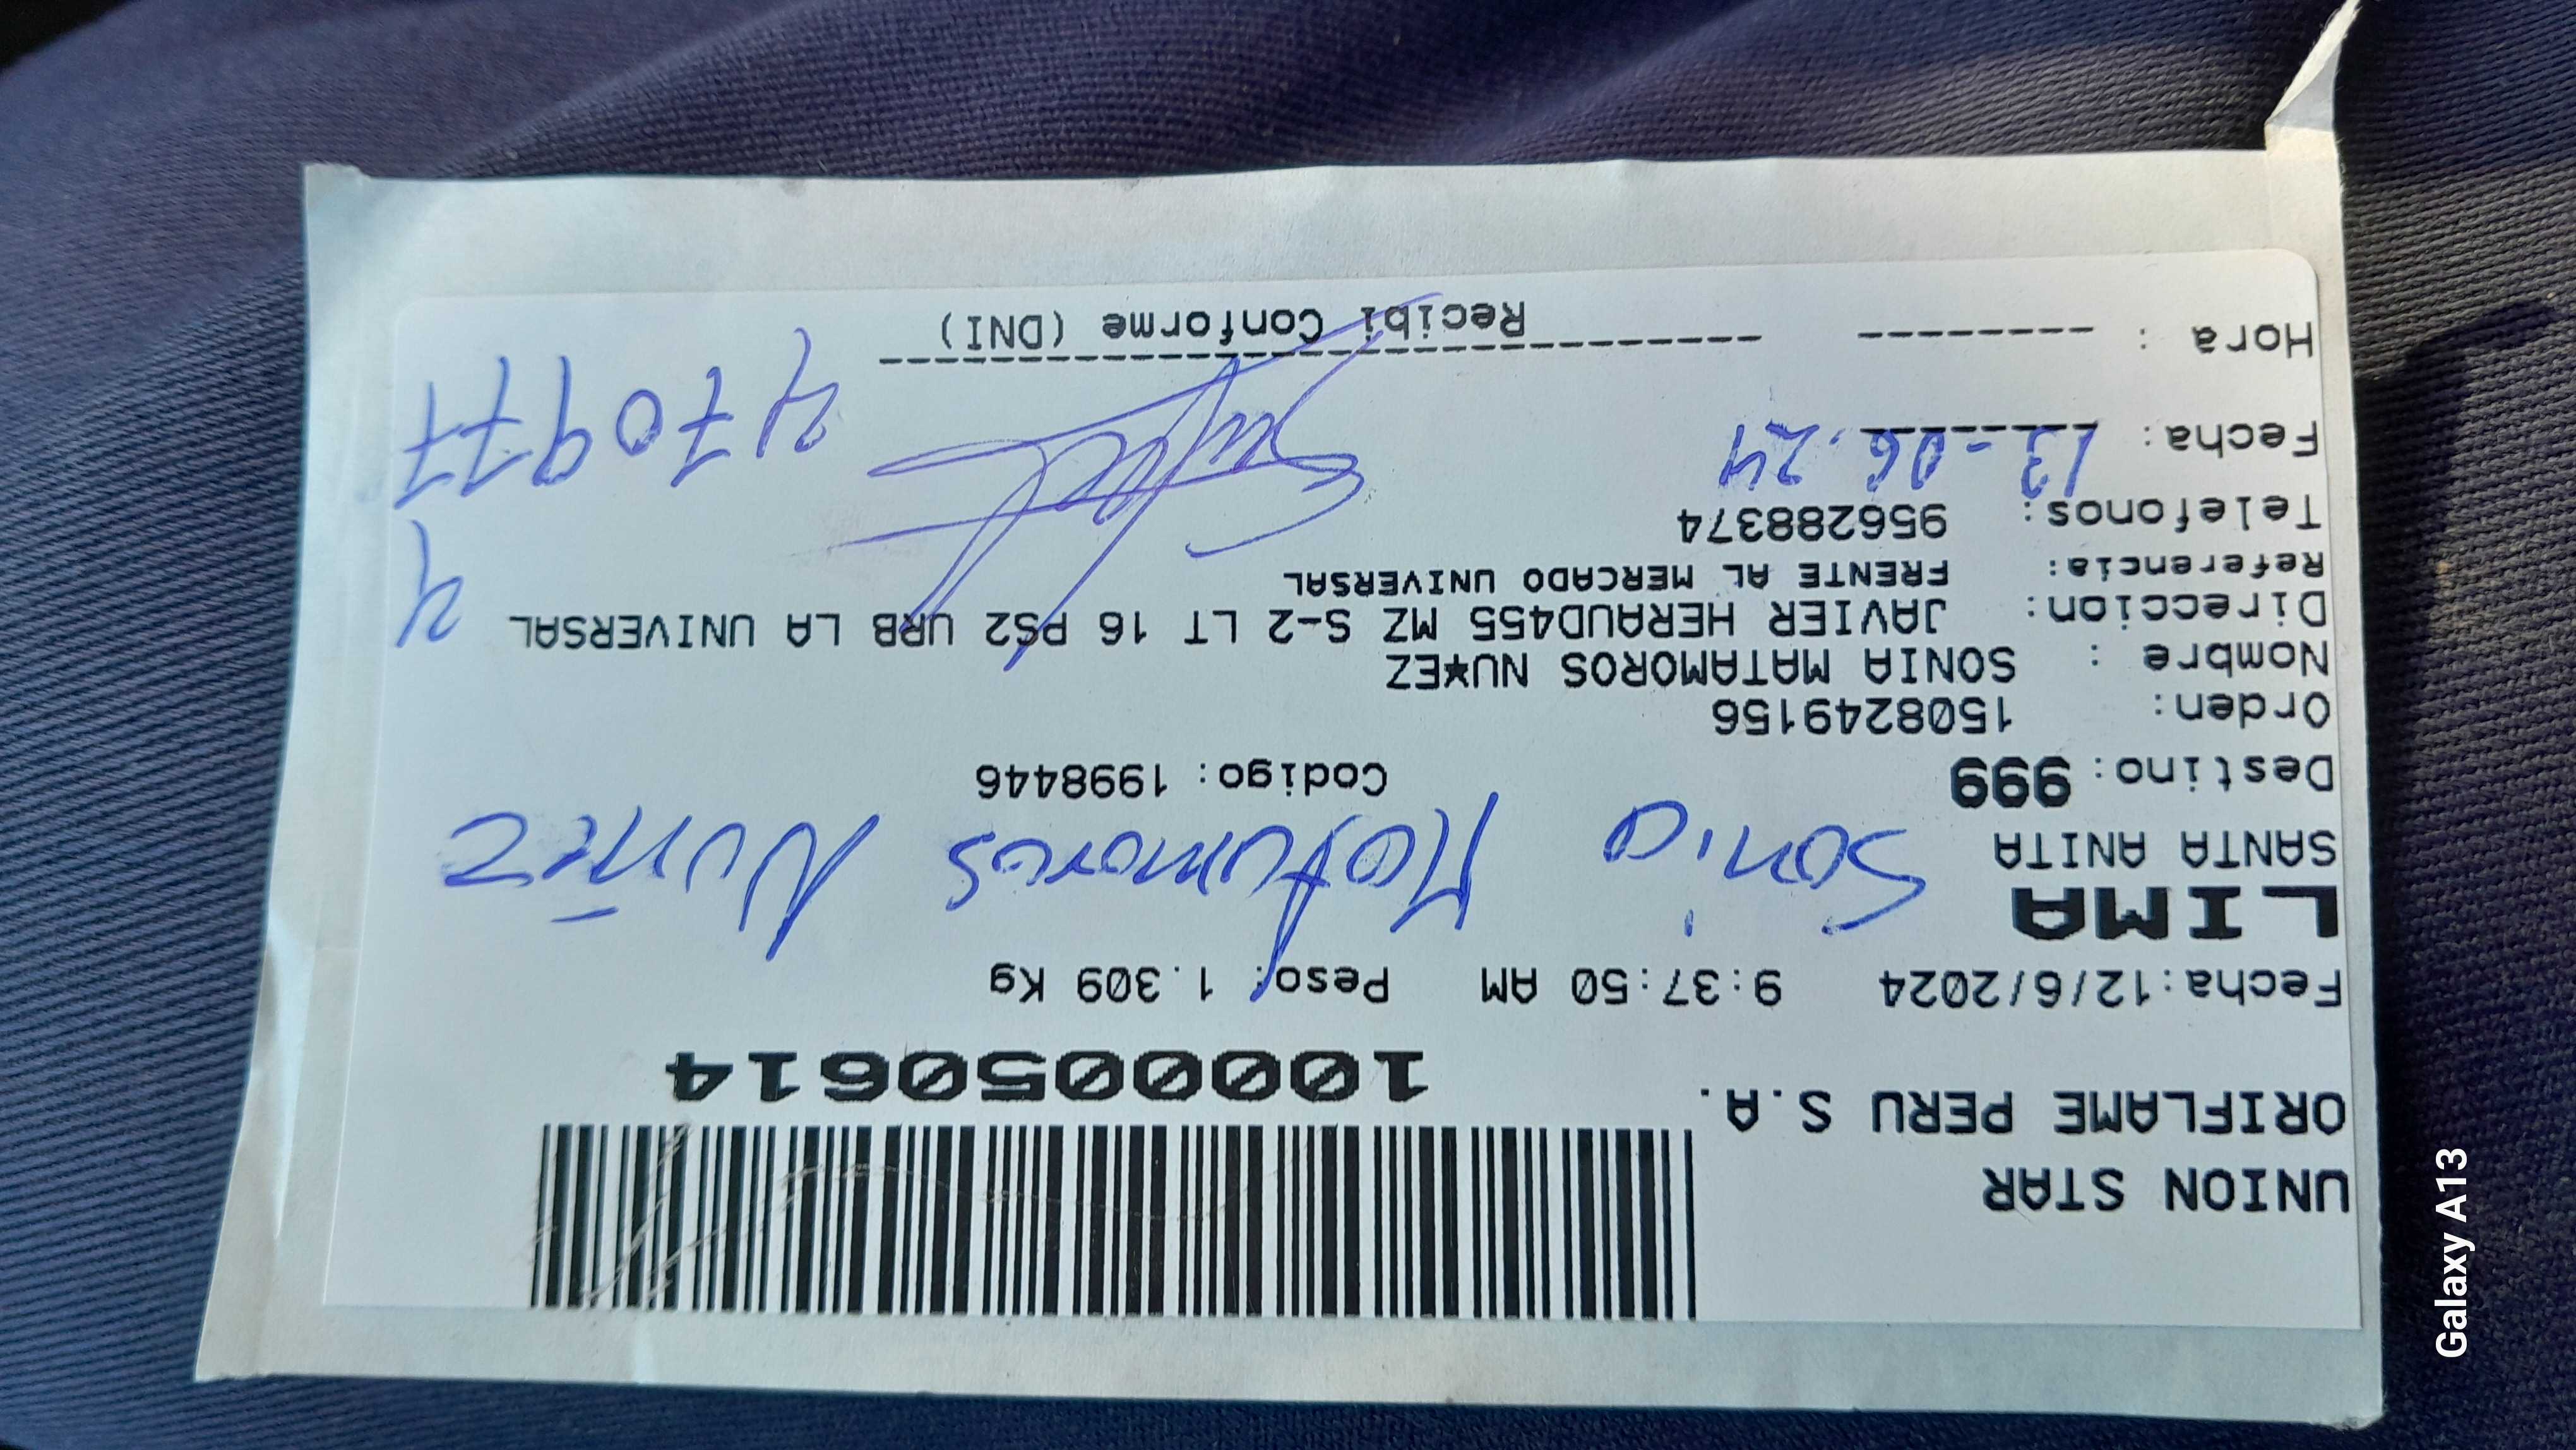 UNION STAR
ORIFLAME PERU S.A.
1000050614
Fecha:12/6/2024 9:37:50 AM Peso: 1.309 Kg
LIMA
SANTA ANITA
Sonia Matamoros Nuñez
Destino: 999 Codigo: 1998446
Orden: 1508249156
Nombre : SONIA MATAMOROS NU*EZ
Direccion: JAVIER HERAUD455 MZ S-2 LT 16 PS2 URB LA UNIVERSAL
Referencia: FRENTE AL MERCADO UNIVERSAL
Telefonos: 956288374
Fecha: 13-06.24
4
470977
Hora :
Recibi Conforme (DNI)
Galaxy A13